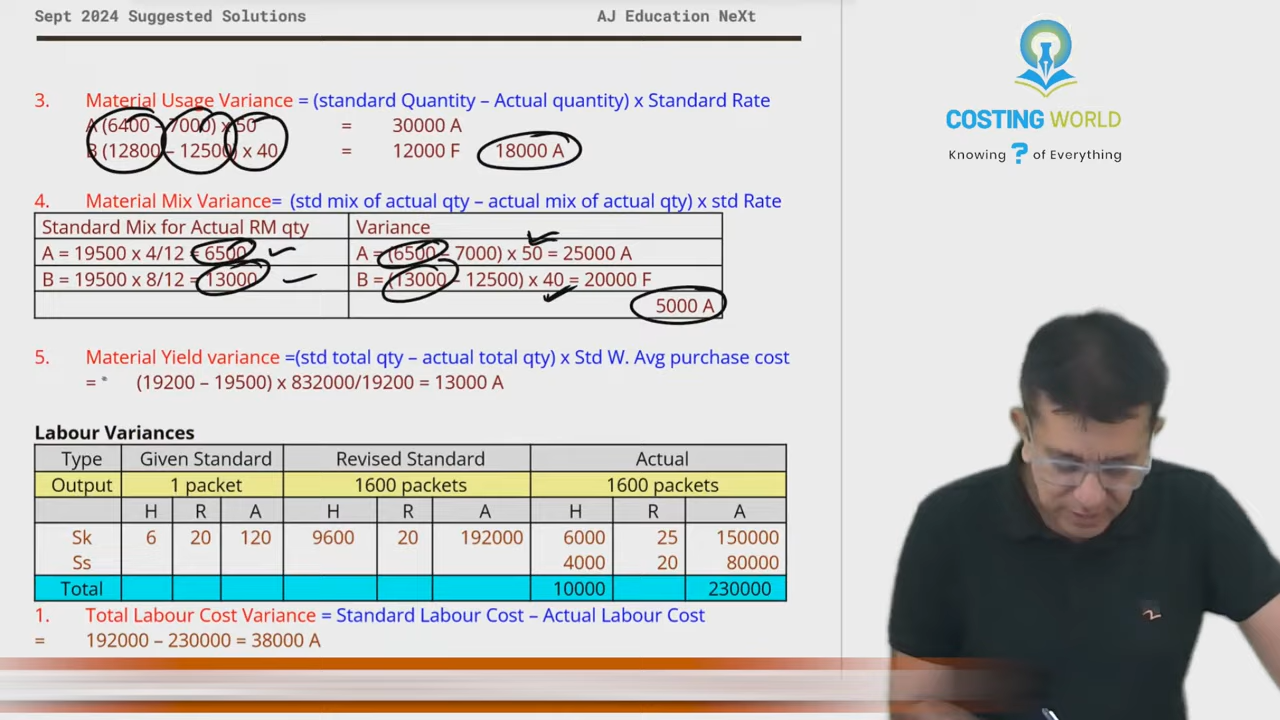 Sept 2024 Suggested Solutions AJ Education NeXt
3. Material Usage Variance = (standard Quantity – Actual quantity) x Standard Rate
A (6400 – 7000) x 50 = 30000 A
B (12800 – 12500) x 40 = 12000 F 18000 A
4. Material Mix Variance= (std mix of actual qty – actual mix of actual qty) x std Rate
Standard Mix for Actual RM qty Variance
A = 19500 x 4/12 = 6500 A = (6500 – 7000) x 50 = 25000 A
B = 19500 x 8/12 = 13000 B = (13000 – 12500) x 40 = 20000 F
5000 A
5. Material Yield variance =(std total qty – actual total qty) x Std W. Avg purchase cost
= (19200 – 19500) x 832000/19200 = 13000 A
Labour Variances
Type Given Standard Revised Standard Actual
Output 1 packet 1600 packets 1600 packets
H R A H R A H R A
Sk 6 20 120 9600 20 192000 6000 25 150000
Ss 4000 20 80000
Total 10000 230000
1. Total Labour Cost Variance = Standard Labour Cost – Actual Labour Cost
= 192000 – 230000 = 38000 A
COSTING WORLD
Knowing ? of Everything